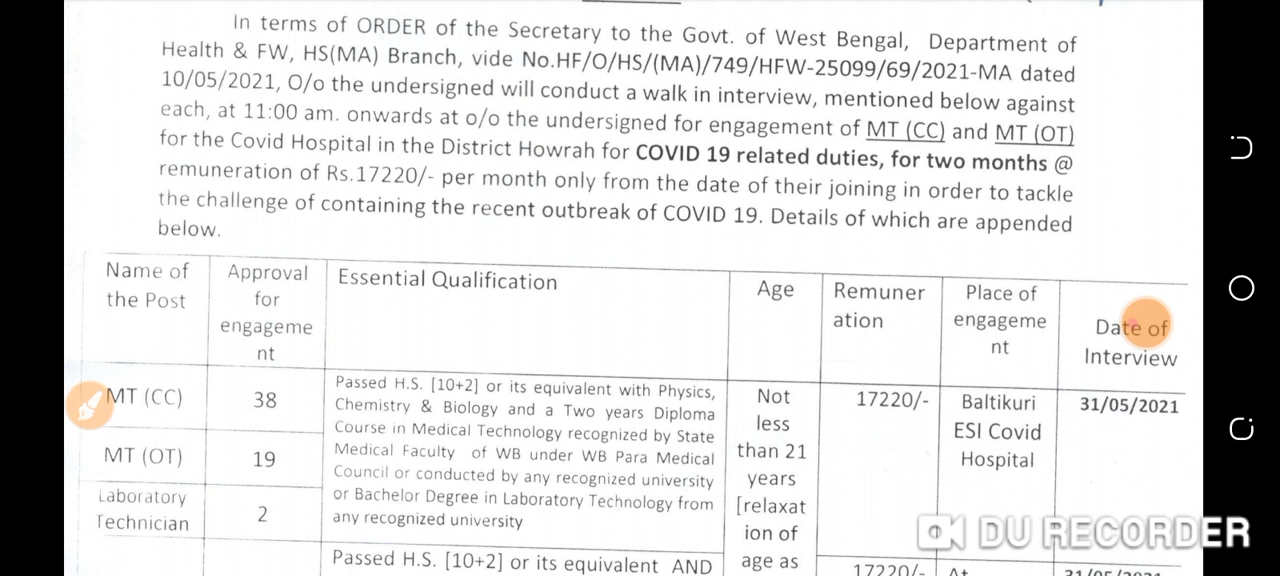 In terms of ORDER of the Secretary to the Govt. of West Bengal, Department of
Health & FW, HS(MA) Branch, vide No.HF/O/HS/(MA)/749/HFW-25099/69/2021-MA dated
10/05/2021, O/o the undersigned will conduct a walk in interview, mentioned below against
each, at 11:00 am. onwards at o/o the undersigned for engagement of MT (CC) and MT (OT)
for the Covid Hospital in the District Howrah for COVID 19 related duties, for two months @
remuneration of Rs.17220/- per month only from the date of their joining in order to tackle
the challenge of containing the recent outbreak of COVID 19. Details of which are appended
below.
Name of
the Post
Approval
for
engageme
nt
Essential Qualification
Age
Remuner
ation
Place of
engageme
nt
Date of
Interview
MT (CC)
38
MT (OT)
19
Laboratory
Technician
2
Passed H.S. [10+2] or its equivalent with Physics,
Chemistry & Biology and a Two years Diploma
Course in Medical Technology recognized by State
Medical Faculty of WB under WB Para Medical
Council or conducted by any recognized university
or Bachelor Degree in Laboratory Technology from
any recognized university
Not
less
than 21
years
[relaxat
ion of
age as
17220/-
Baltikuri
ESI Covid
Hospital
31/05/2021
Passed H.S. [10+2] or its equivalent AND
17220/-
At
31/05/2021
DU RECORDER